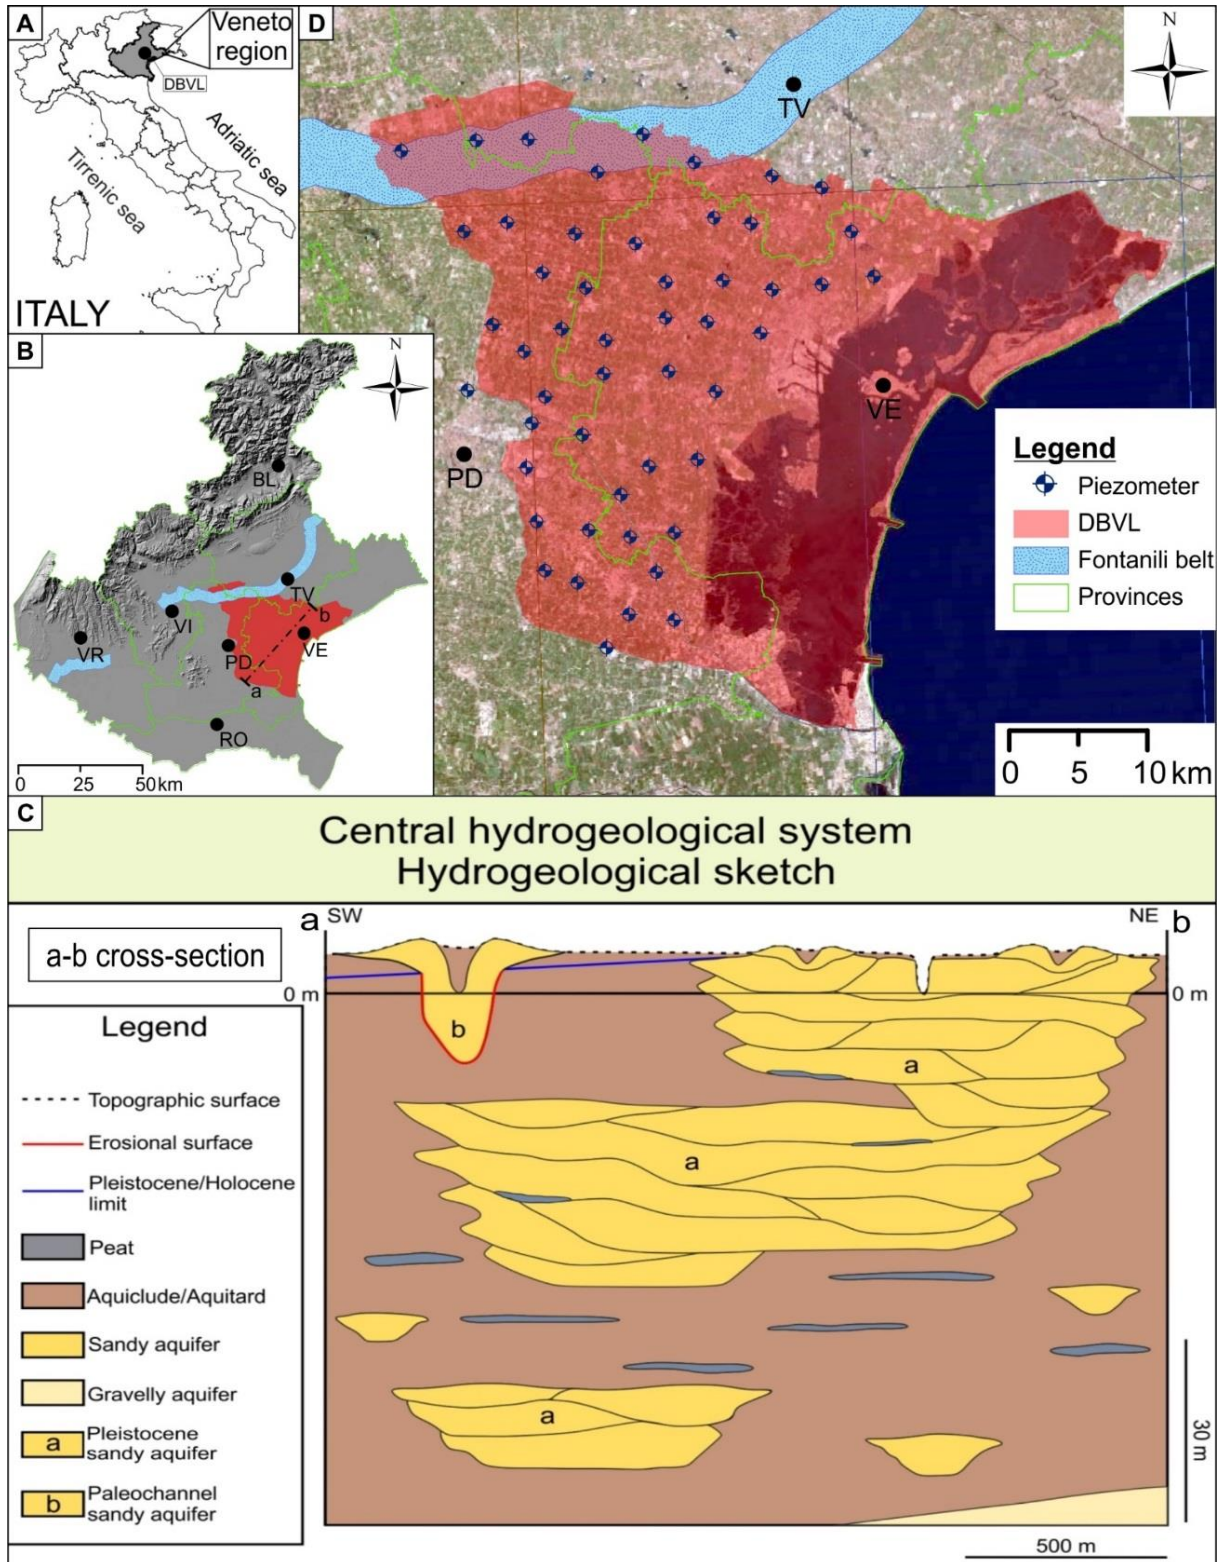 A
Veneto
region
DBVL
Adriatic sea
Tirrenic sea
ITALY
B
N
BL
TV
b
VI
VR
PD
VE
a
RO
0 25 50 km
D
N
TV
VE
PD
Legend
Piezometer
DBVL
Fontanili belt
Provinces
0 5 10 km
C
Central hydrogeological system
Hydrogeological sketch
a-b cross-section
a SW
NE b
0 m
0 m
b
a
a
a
30 m
500 m
Legend
Topographic surface
Erosional surface
Pleistocene/Holocene
limit
Peat
Aquiclude/Aquitard
Sandy aquifer
Gravelly aquifer
a
Pleistocene
sandy aquifer
b
Paleochannel
sandy aquifer